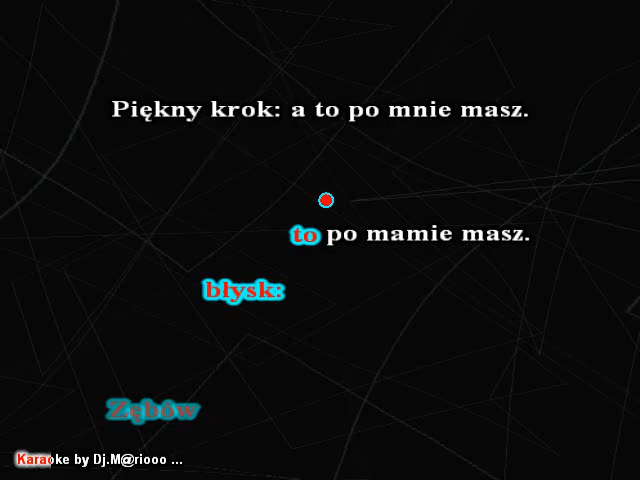 Piękny krok: a to po mnie masz.
to po mamie masz.
błysk:
Zębów
Karaoke by Dj.M@riooo ...